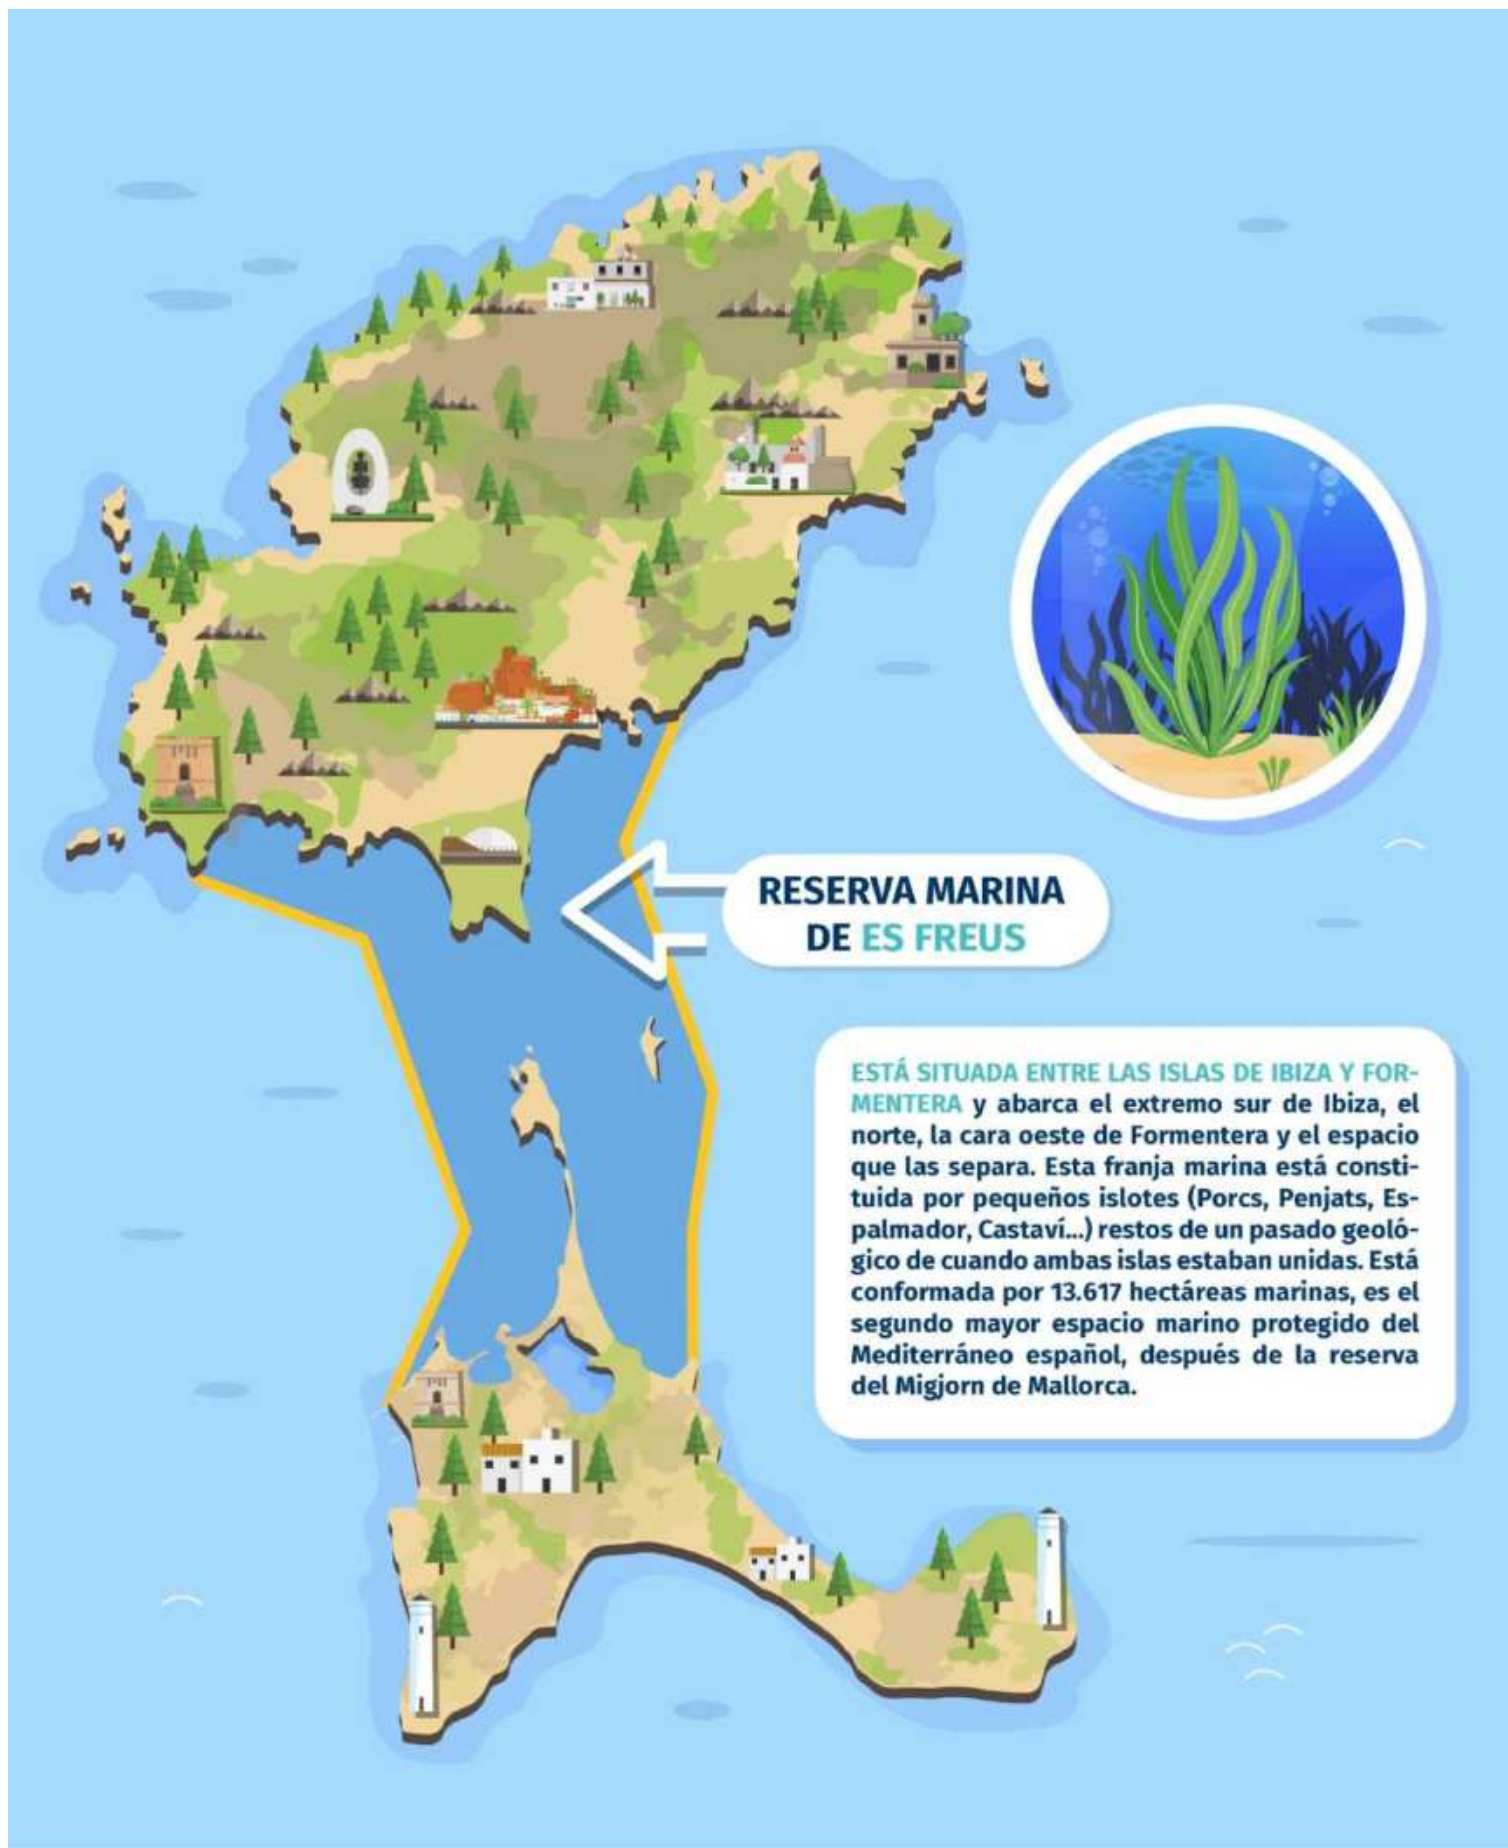 RESERVA MARINA
DE ES FREUS
ESTÁ SITUADA ENTRE LAS ISLAS DE IBIZA Y FOR-
MENTERA y abarca el extremo sur de Ibiza, el
norte, la cara oeste de Formentera y el espacio
que las separa. Esta franja marina está consti-
tuida por pequeños islotes (Porcs, Penjats, Es-
palmador, Castaví...) restos de un pasado geoló-
gico de cuando ambas islas estaban unidas. Está
conformada por 13.617 hectáreas marinas, es el
segundo mayor espacio marino protegido del
Mediterráneo español, después de la reserva
del Migjorn de Mallorca.